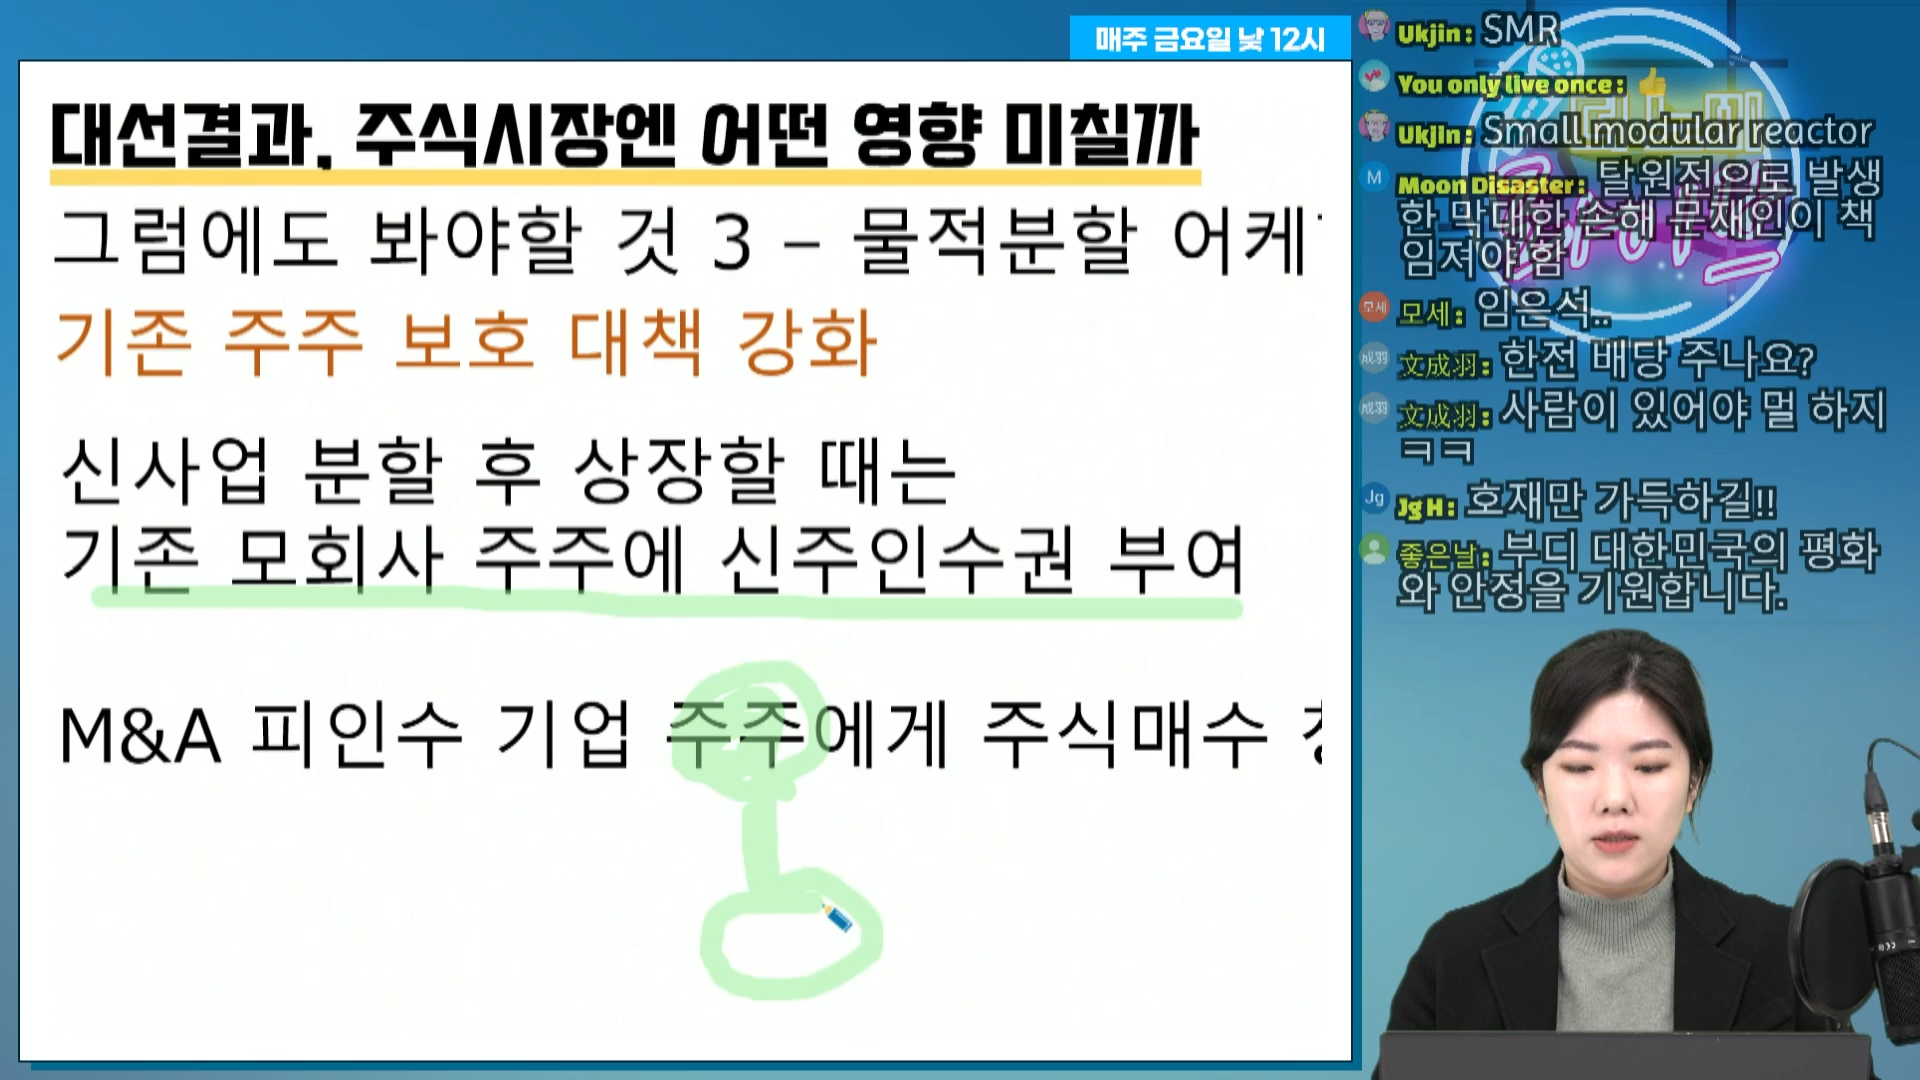 매주 금요일 낮 12시
대선결과, 주식시장엔 어떤 영향 미칠까
그럼에도 봐야할 것 3 – 물적분할 어케
기존 주주 보호 대책 강화
신사업 분할 후 상장할 때는
기존 모회사 주주에 신주인수권 부여
M&A 피인수 기업 주주에게 주식매수
Ukjin: SMR
You only live once: 👍
Ukjin: Small modular reactor
M Moon Disaster: 탈원전으로 발생
한 막대한 손해 문재인이 책
임져야 함
모세 모세: 임은석..
成羽 文成羽: 한전 배당 주나요?
成羽 文成羽: 사람이 있어야 멀 하지
ㅋㅋ
Jg Jg H: 호재만 가득하길!!
좋은날: 부디 대한민국의 평화
와 안정을 기원합니다.